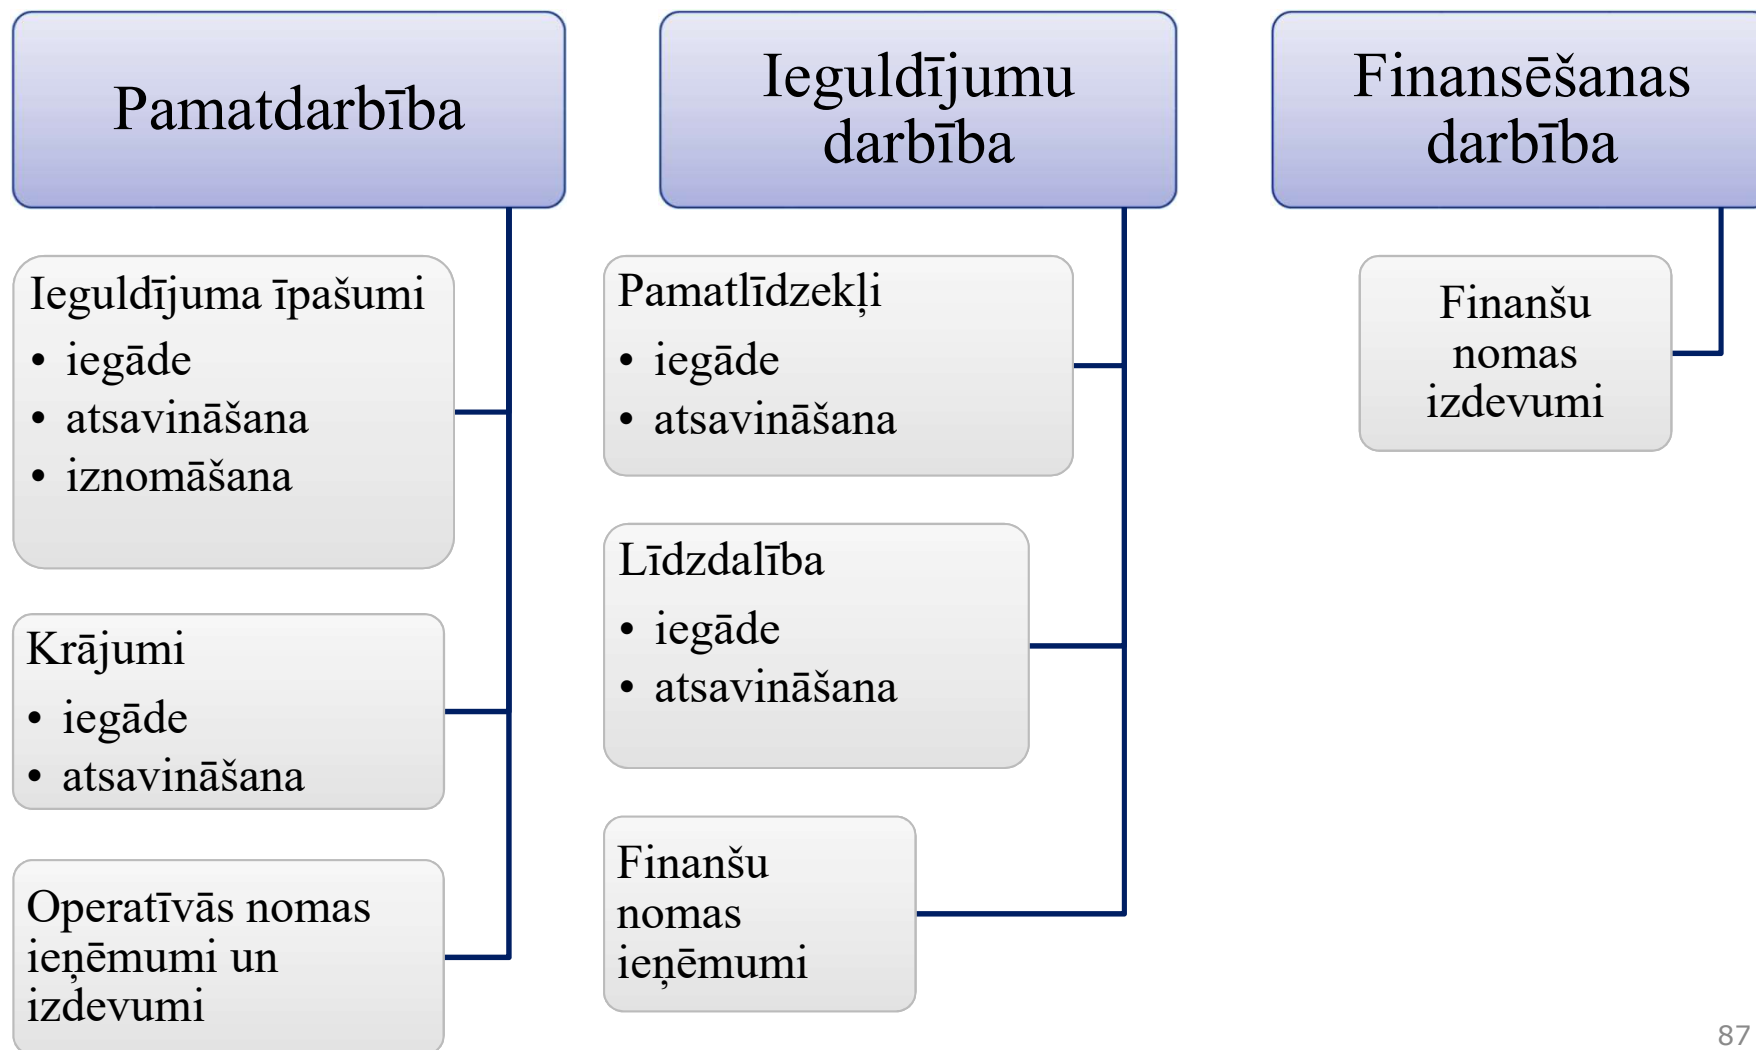 Pamatdarbība
Ieguldījuma īpašumi
• iegāde
• atsavināšana
• iznomāšana
Krājumi
• iegāde
• atsavināšana
Operatīvās nomas
ieņēmumi un
izdevumi
Ieguldījumu
darbība
Pamatlīdzekļi
• iegāde
• atsavināšana
Līdzdalība
• iegāde
• atsavināšana
Finanšu
nomas
ieņēmumi
Finansēšanas
darbība
Finanšu
nomas
izdevumi
87